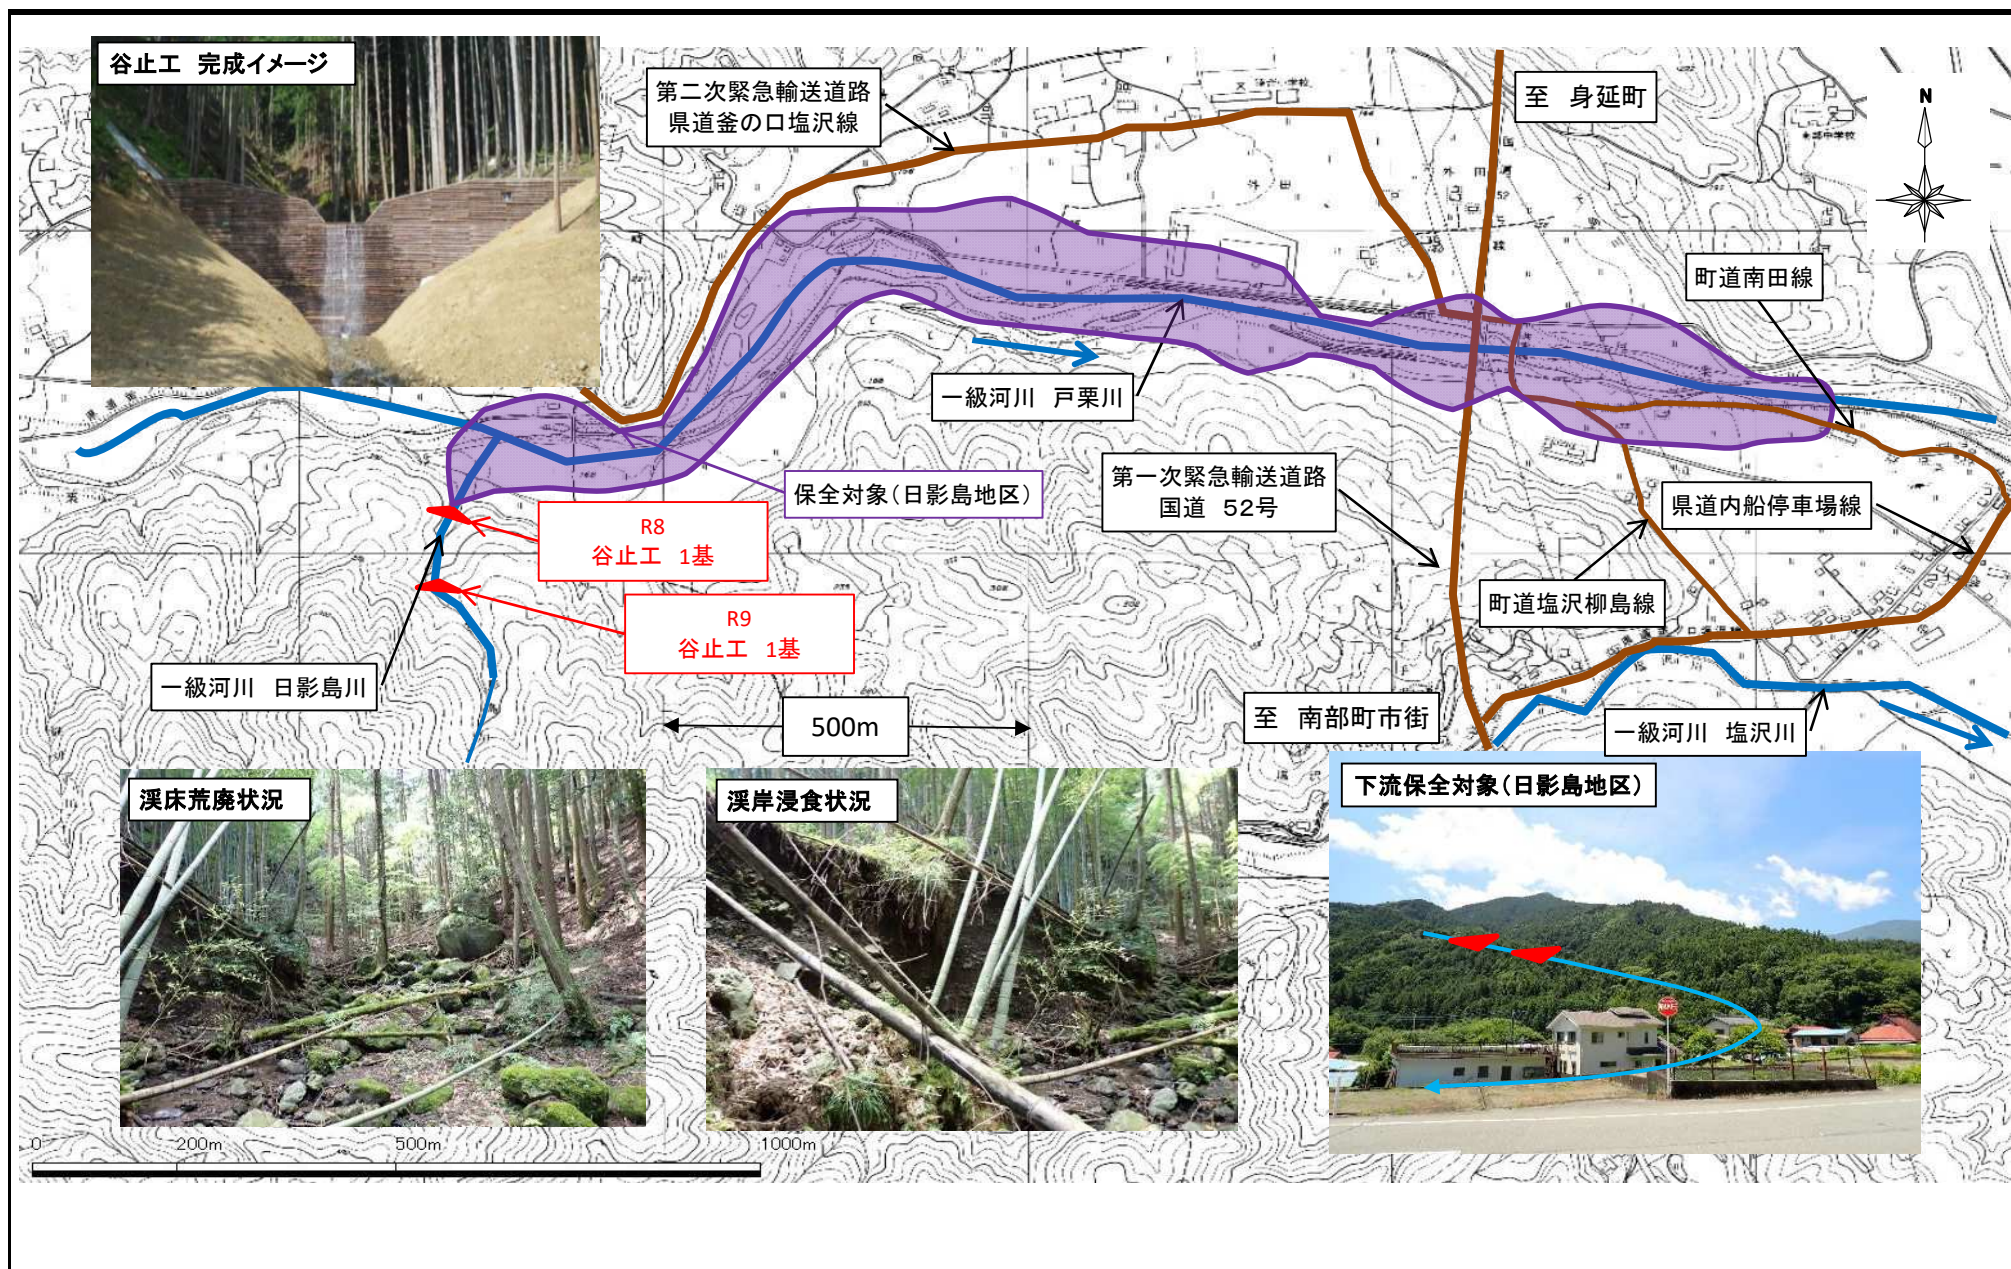 谷止工 完成イメージ
第二次緊急輸送道路
県道釜の口塩沢線
至 身延町
N
町道南田線
一級河川 戸栗川
保全対象(日影島地区)
第一次緊急輸送道路
国道 52号
県道内船停車場線
R8
谷止工 1基
町道塩沢柳島線
R9
谷止工 1基
一級河川 日影島川
500m
至 南部町市街
一級河川 塩沢川
渓床荒廃状況
渓岸浸食状況
下流保全対象(日影島地区)
0 200m 500m 1000m